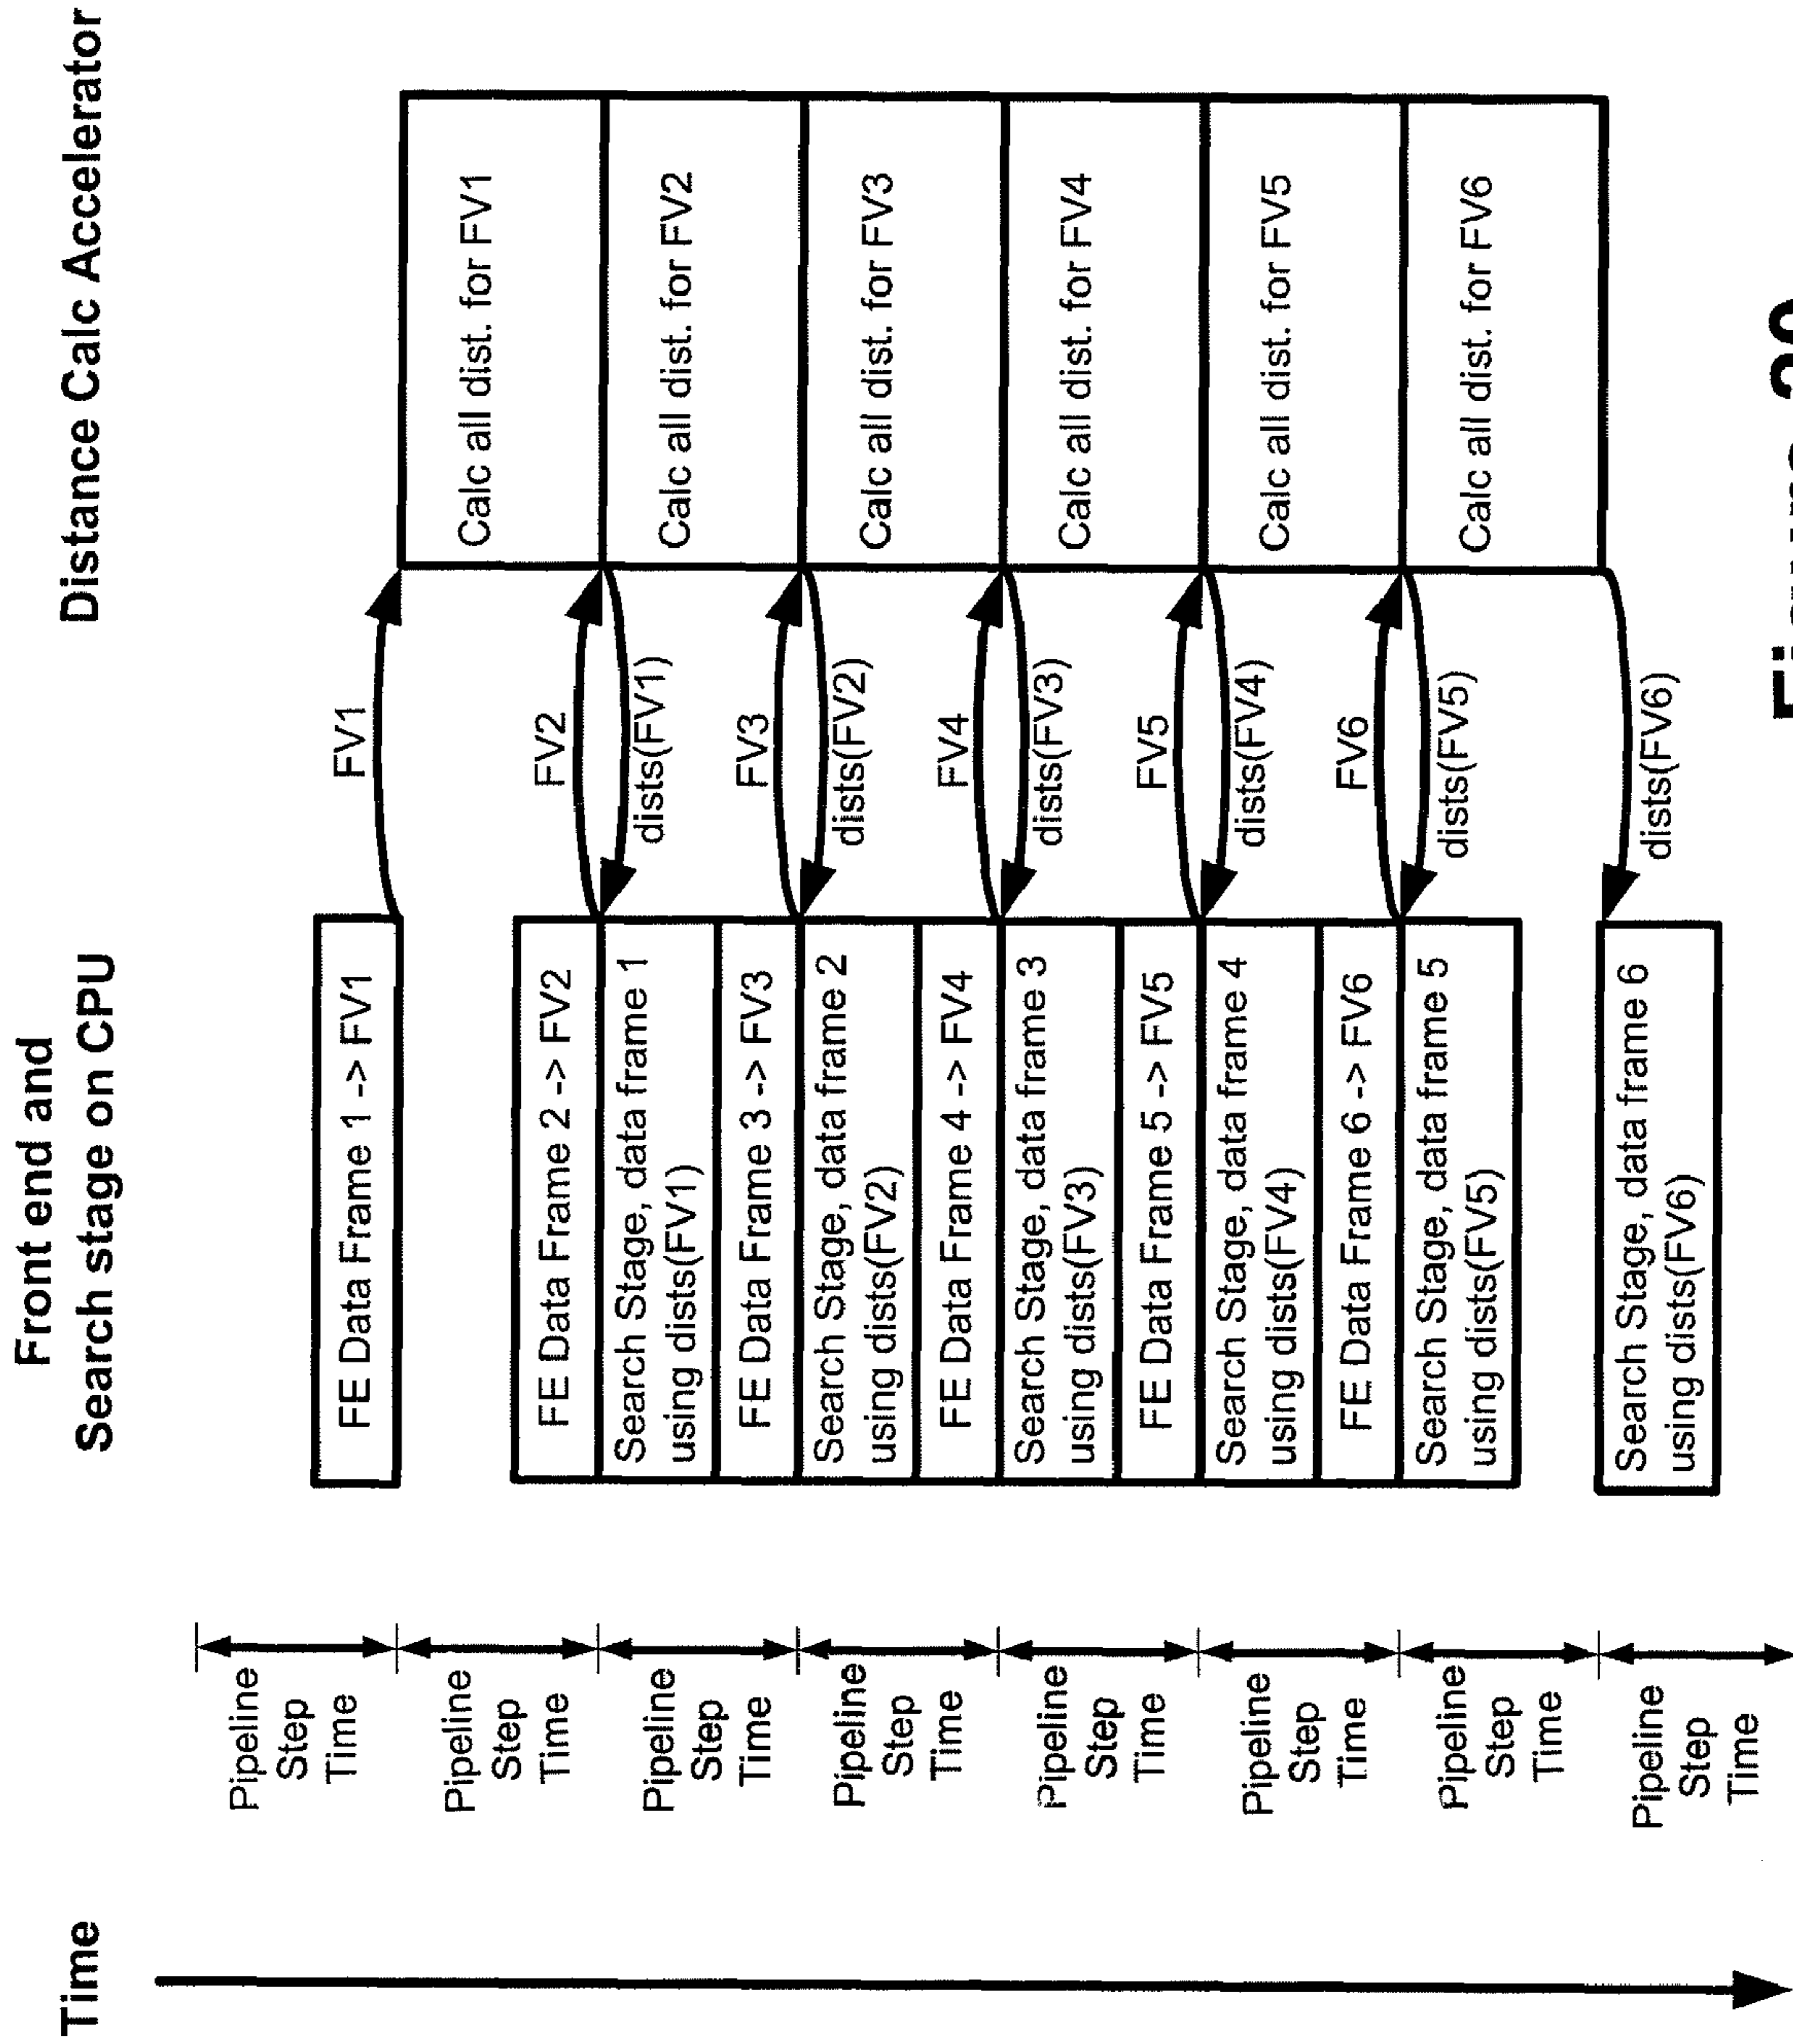 Time
Front end and
Search stage on CPU
Distance Calc Accelerator
Pipeline
Step
Time
FE Data Frame 1 -> FV1
FV1
Pipeline
Step
Time
Calc all dist. for FV1
FE Data Frame 2 -> FV2
FV2
Pipeline
Step
Time
Search Stage, data frame 1
using dists(FV1)
dists(FV1)
Calc all dist. for FV2
FE Data Frame 3 -> FV3
FV3
Pipeline
Step
Time
Search Stage, data frame 2
using dists(FV2)
dists(FV2)
Calc all dist. for FV3
FE Data Frame 4 -> FV4
FV4
Pipeline
Step
Time
Search Stage, data frame 3
using dists(FV3)
dists(FV3)
Calc all dist. for FV4
FE Data Frame 5 -> FV5
FV5
Pipeline
Step
Time
Search Stage, data frame 4
using dists(FV4)
dists(FV4)
Calc all dist. for FV5
FE Data Frame 6 -> FV6
FV6
Pipeline
Step
Time
Search Stage, data frame 5
using dists(FV5)
dists(FV5)
Calc all dist. for FV6
Pipeline
Step
Time
Search Stage, data frame 6
using dists(FV6)
dists(FV6)